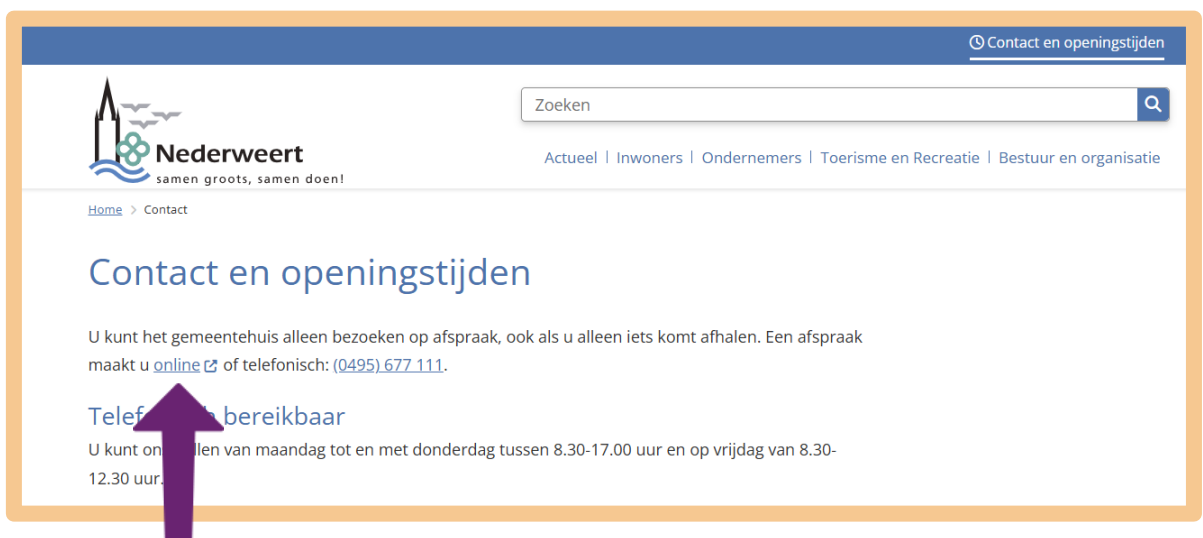 Contact en openingstijden
Zoeken
Nederweert
samen groots, samen doen!
Actueel | Inwoners | Ondernemers | Toerisme en Recreatie | Bestuur en organisatie
Home > Contact
Contact en openingstijden
U kunt het gemeentehuis alleen bezoeken op afspraak, ook als u alleen iets komt afhalen. Een afspraak
maakt u online of telefonisch: (0495) 677 111.
bereikbaar
U kunt van maandag tot en met donderdag tussen 8.30-17.00 uur en op vrijdag van 8.30-
12.30 uur.